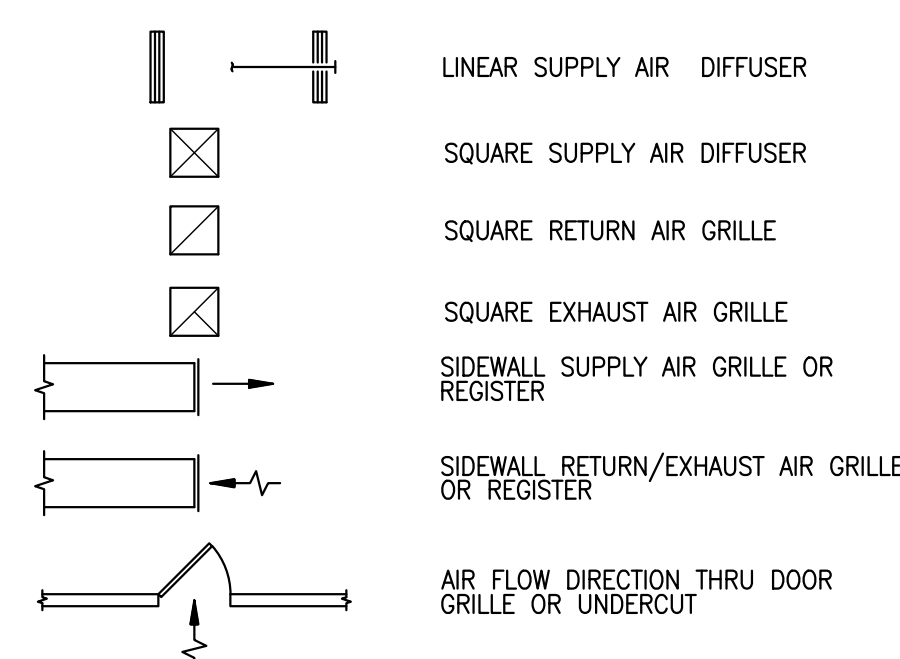 LINEAR SUPPLY AIR DIFFUSER
SQUARE SUPPLY AIR DIFFUSER
SQUARE RETURN AIR GRILLE
SQUARE EXHAUST AIR GRILLE
SIDEWALL SUPPLY AIR GRILLE OR
REGISTER
SIDEWALL RETURN/EXHAUST AIR GRILLE
OR REGISTER
AIR FLOW DIRECTION THRU DOOR
GRILLE OR UNDERCUT